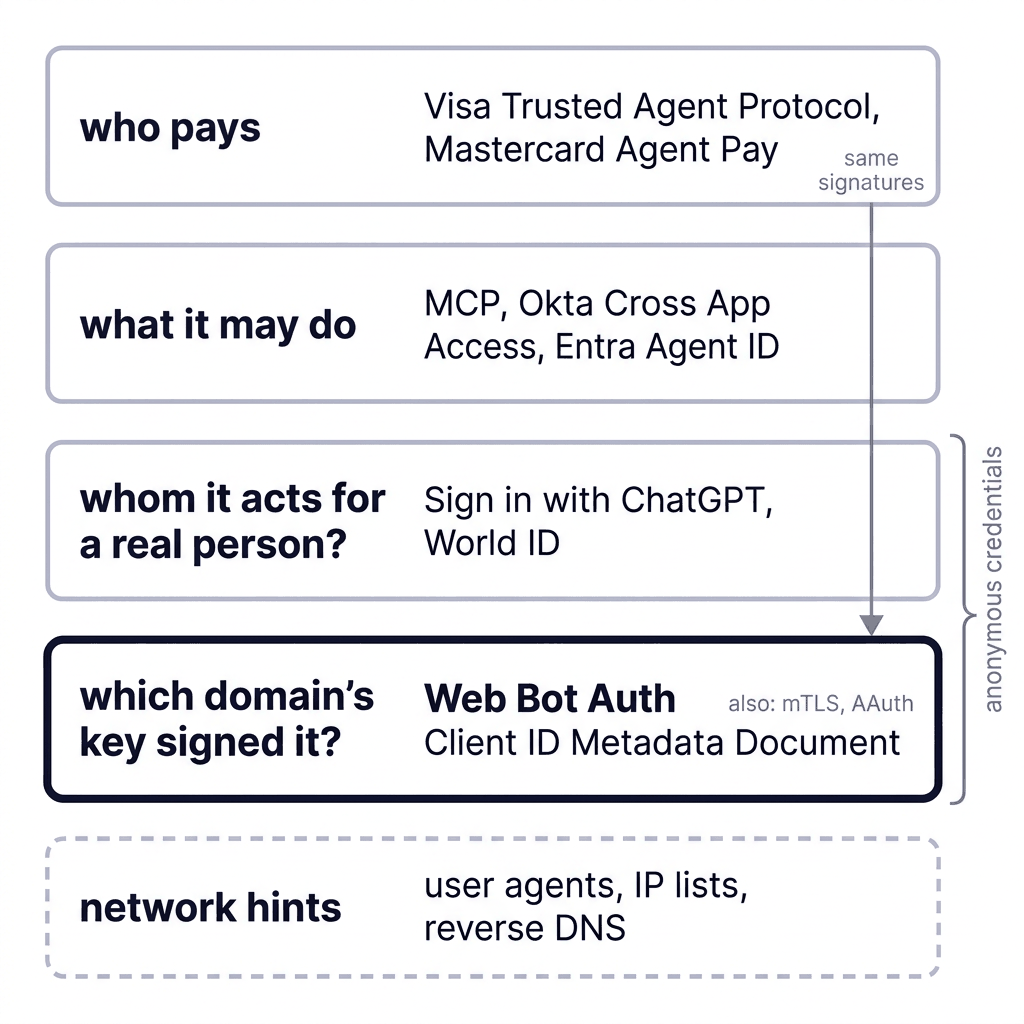 who pays
Visa Trusted Agent Protocol,
Mastercard Agent Pay
same
signatures
what it may do
MCP, Okta Cross App
Access, Entra Agent ID
whom it acts for
a real person?
Sign in with ChatGPT,
World ID
anonymous credentials
which domain’s
key signed it?
Web Bot Auth
also: mTLS, AAuth
Client ID Metadata Document
network hints
user agents, IP lists,
reverse DNS